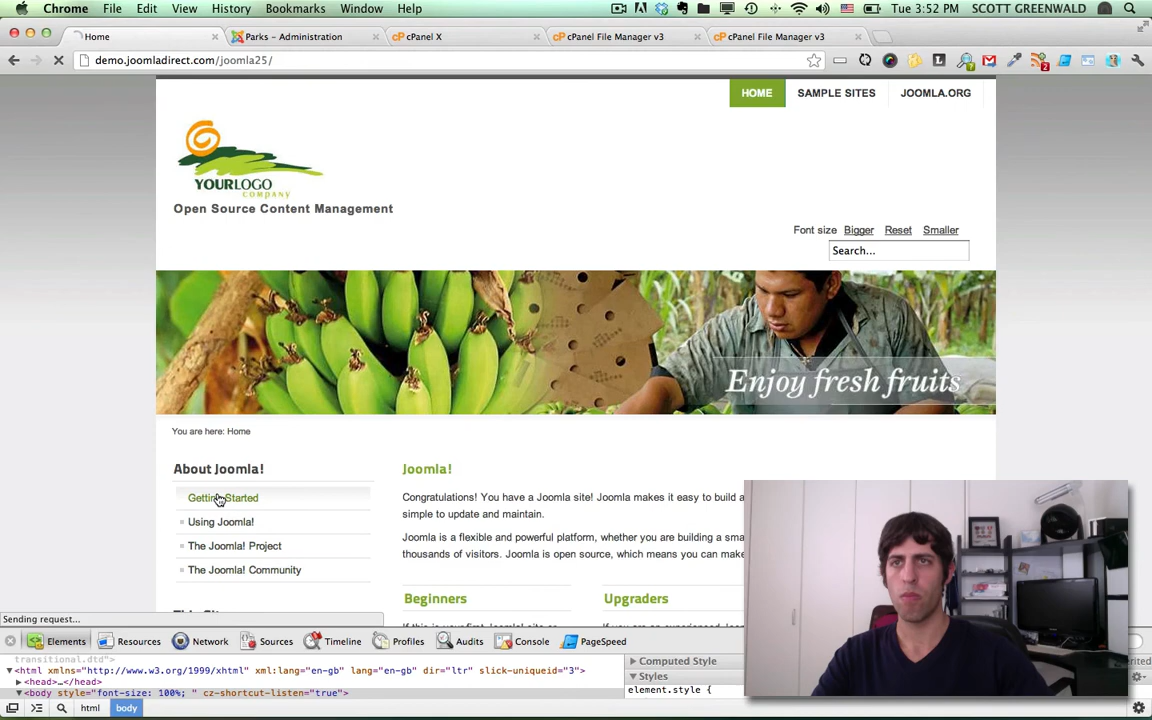 Chrome File Edit View History Bookmarks Window Help Tue 3:52 PM SCOTT GREENWALD
Home Parks – Administration cPanel X cPanel File Manager v3 cPanel File Manager v3
demo.joomladirect.com/joomla25/
HOME SAMPLE SITES JOOMLA.ORG
YOURLOGO
COMPANY
Open Source Content Management
Font size Bigger Reset Smaller
Search...
Enjoy fresh fruits
You are here: Home
About Joomla!
Getting Started
Using Joomla!
The Joomla! Project
The Joomla! Community
Joomla!
Congratulations! You have a Joomla site! Joomla makes it easy to build a
simple to update and maintain.
Joomla is a flexible and powerful platform, whether you are building a sma
thousands of visitors. Joomla is open source, which means you can make
Beginners Upgraders
Sending request...
Elements Resources Network Sources Timeline Profiles Audits Console PageSpeed
transitional.dtd">
<html xmlns="http://www.w3.org/1999/xhtml" xml:lang="en-gb" lang="en-gb" dir="ltr" slick-uniqueid="3">
<head>…</head>
<body style="font-size: 100%; " cz-shortcut-listen="true">
html body
Computed Style
Styles
element.style {